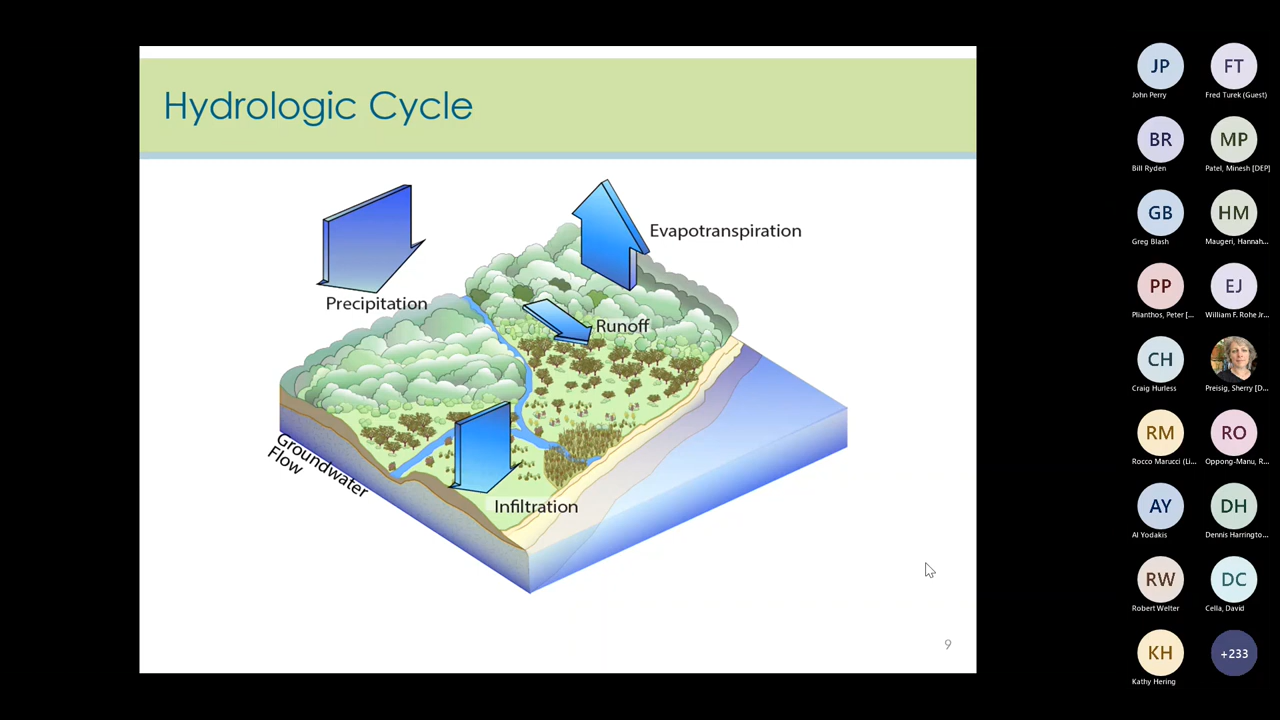 Hydrologic Cycle
Evapotranspiration
Precipitation
Runoff
Groundwater
Flow
Infiltration
9
JP
John Perry
FT
Fred Turek (Guest)
BR
Bill Ryden
MP
Patel, Minesh [DEP]
GB
Greg Blash
HM
Maugeri, Hannah...
PP
Plianthos, Peter [...
EJ
William F. Rohe Jr...
CH
Craig Hurless
Preisig, Sherry [D...
RM
Rocco Marucci (Li...
RO
Oppong-Manu, R...
AY
Al Yodakis
DH
Dennis Harringto...
RW
Robert Welter
DC
Cella, David
KH
Kathy Hering
+233